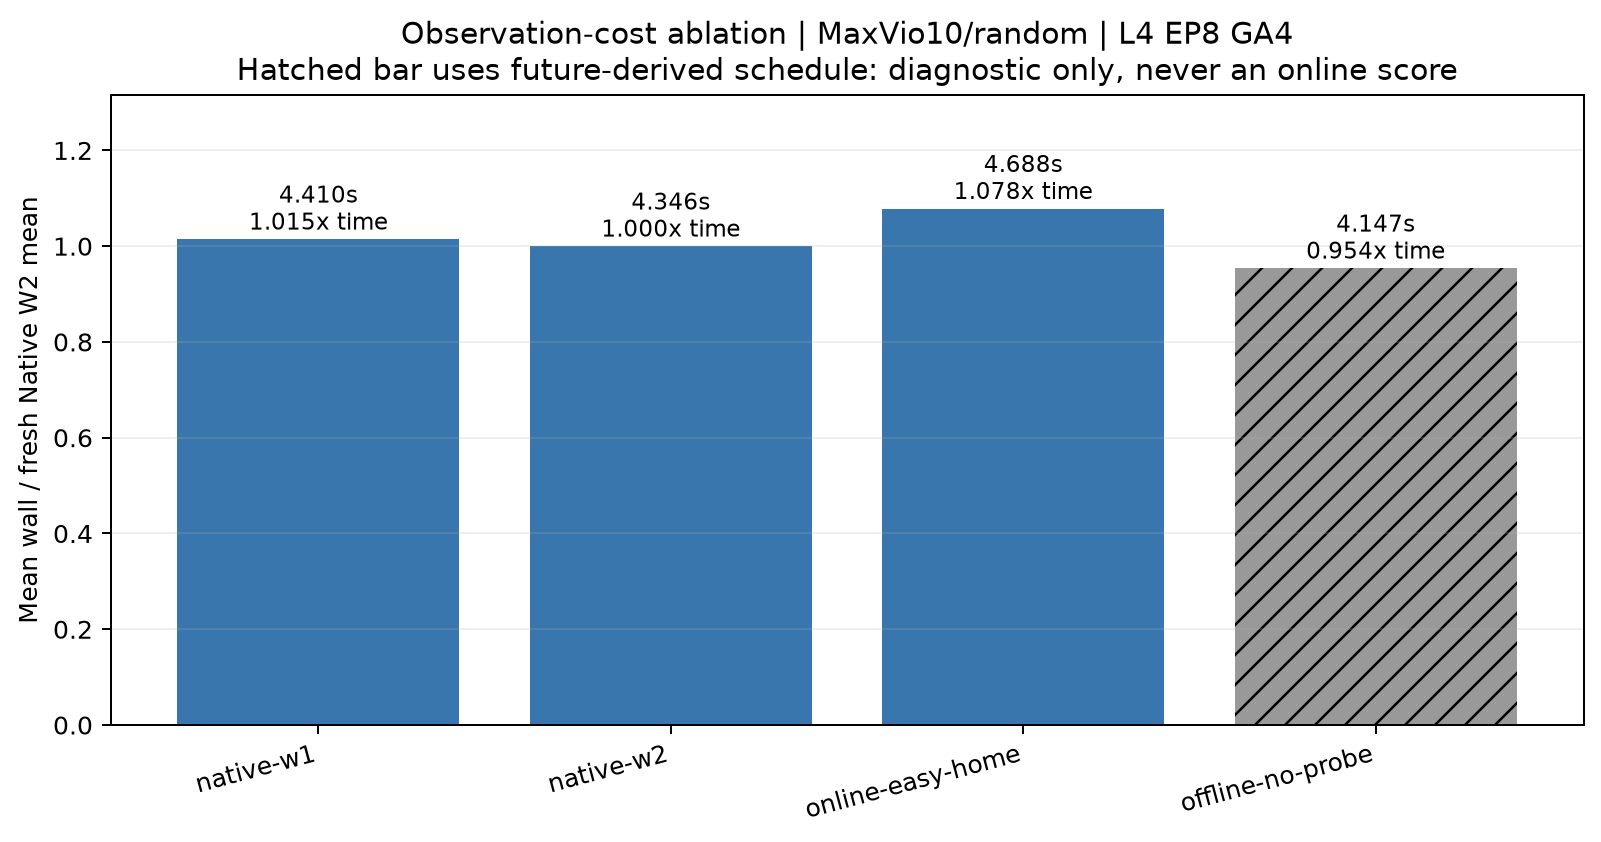 Observation-cost ablation | MaxVio10/random | L4 EP8 GA4
Hatched bar uses future-derived schedule: diagnostic only, never an online score
Mean wall / fresh Native W2 mean
1.2
1.0
0.8
0.6
0.4
0.2
0.0
4.410s
1.015x time
4.346s
1.000x time
4.688s
1.078x time
4.147s
0.954x time
native-w1
native-w2
online-easy-home
offline-no-probe